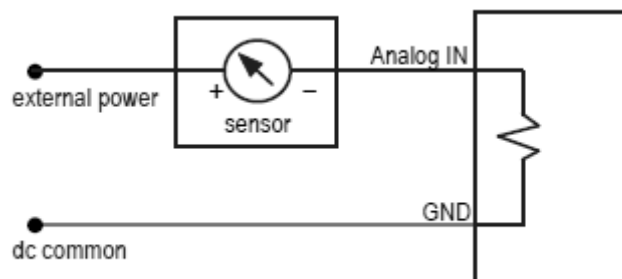 Analog IN
external power
+ −
sensor
GND
dc common